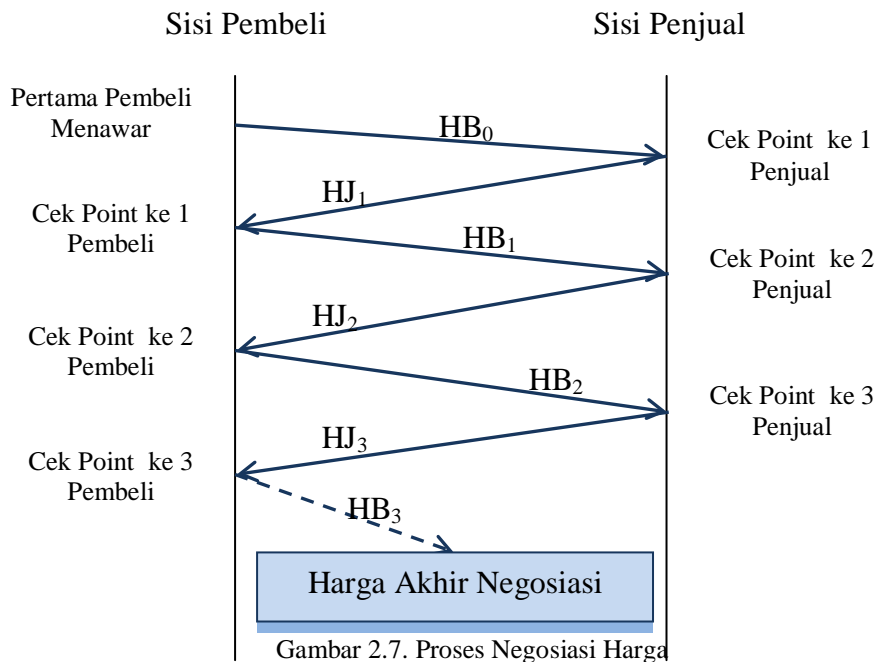 Sisi Pembeli
Sisi Penjual
Pertama Pembeli
Menawar
HB₀
Cek Point  ke 1
Penjual
HJ₁
Cek Point ke 1
Pembeli
HB₁
Cek Point  ke 2
Penjual
HJ₂
Cek Point  ke 2
Pembeli
HB₂
Cek Point  ke 3
Penjual
HJ₃
Cek Point  ke 3
Pembeli
HB₃
Harga Akhir Negosiasi
Gambar 2.7. Proses Negosiasi Harga